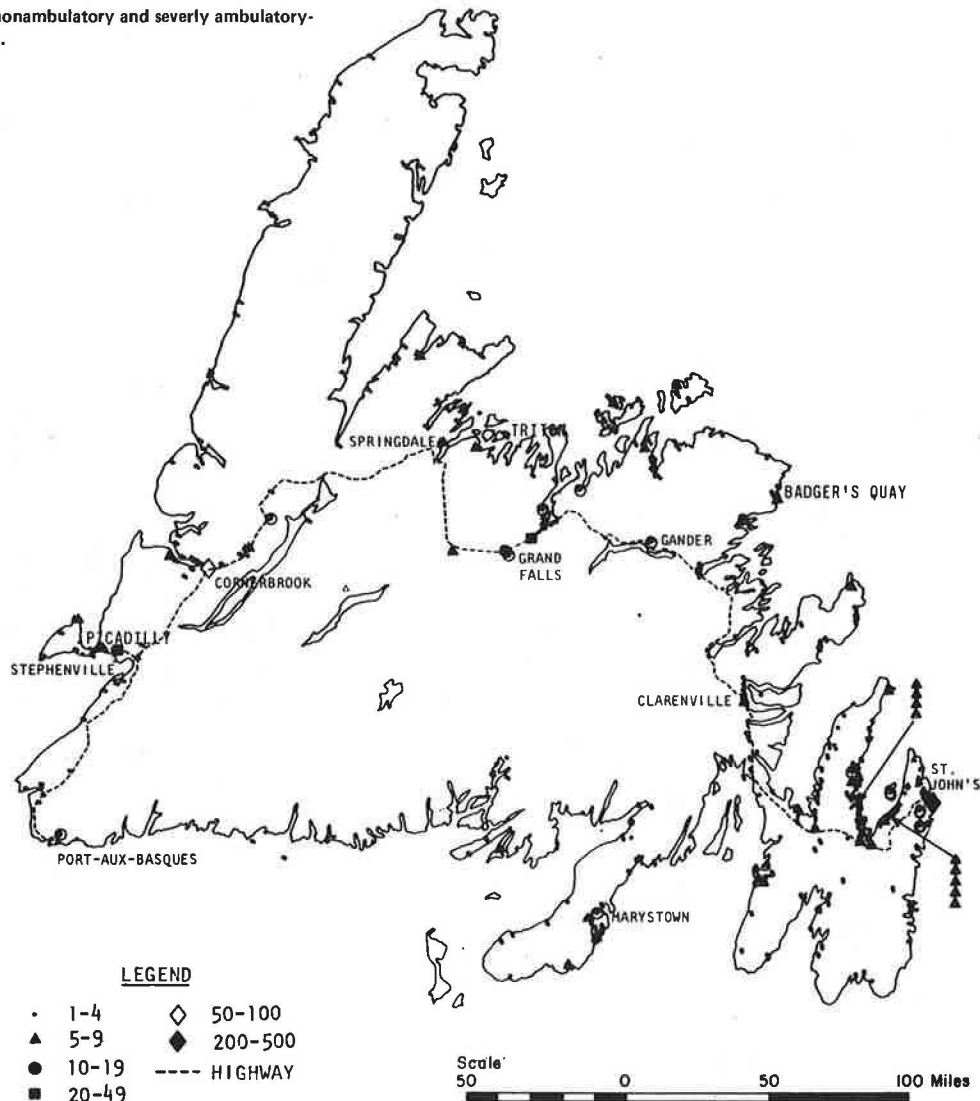 nonambulatory and severly ambulatory-
.
SPRINGDALE
TRITON
BADGER'S QUAY
GANDER
GRAND
FALLS
CORNERBROOK
PICADILLY
STEPHENVILLE
CLARENVILLE
ST.
JOHN'S
PORT-AUX-BASQUES
MARYSTOWN
LEGEND
1-4
50-100
5-9
200-500
10-19
HIGHWAY
20-49
Scale
50 0 50 100 Miles